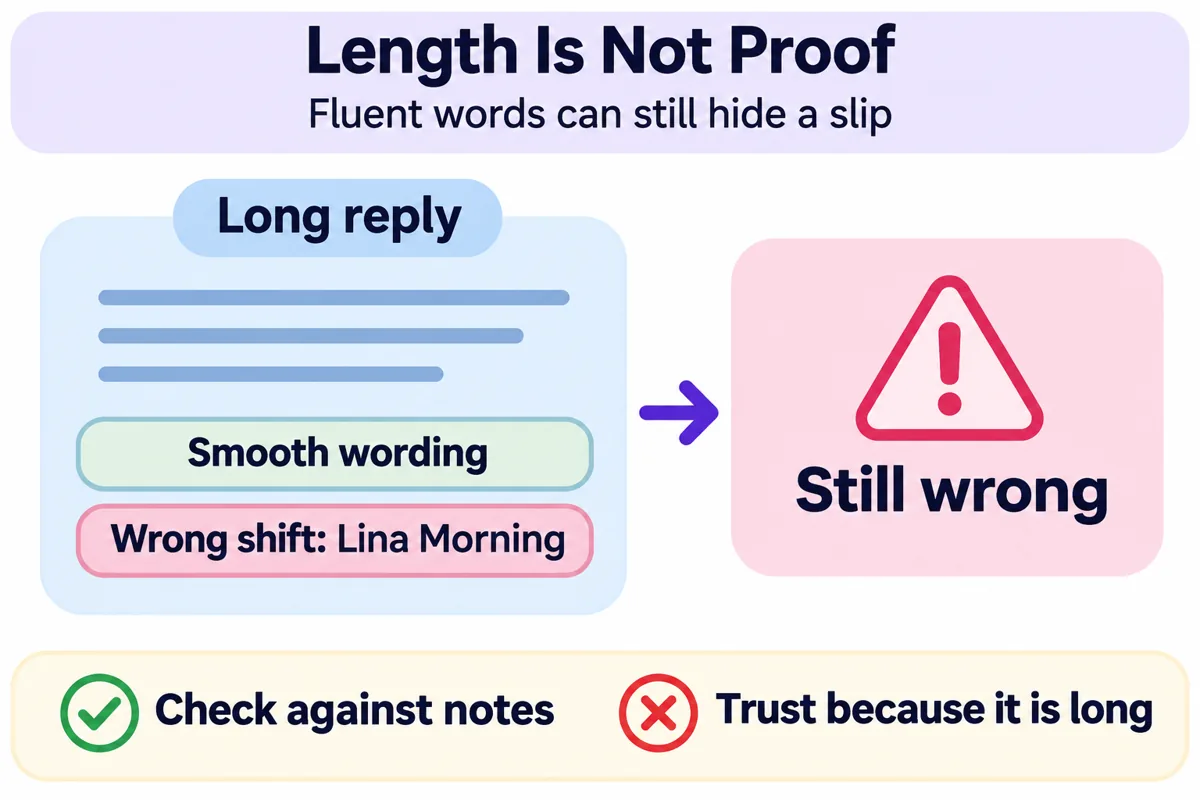 Length Is Not Proof
Fluent words can still hide a slip
Long reply
Smooth wording
Wrong shift: Lina Morning
Still wrong
Check against notes
Trust because it is long